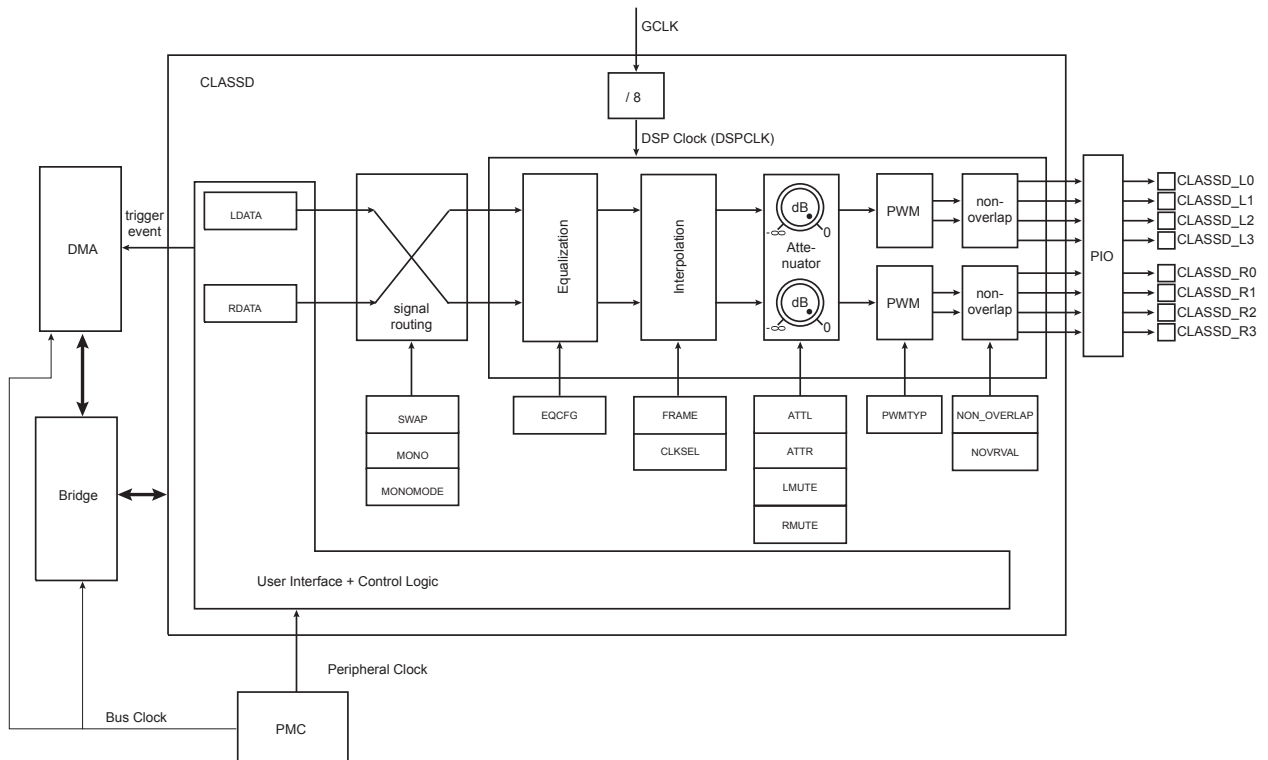 GCLK
CLASSD
/ 8
DSP Clock (DSPCLK)
DMA
trigger
event
LDATA
RDATA
signal
routing
Equalization
Interpolation
dB
-∞
0
Atte-
nuator
dB
-∞
0
PWM
PWM
non-
overlap
non-
overlap
PIO
CLASSD_L0
CLASSD_L1
CLASSD_L2
CLASSD_L3
CLASSD_R0
CLASSD_R1
CLASSD_R2
CLASSD_R3
SWAP
MONO
MONOMODE
EQCFG
FRAME
CLKSEL
ATTL
ATTR
LMUTE
RMUTE
PWMTYP
NON_OVERLAP
NOVRVAL
Bridge
User Interface + Control Logic
Peripheral Clock
Bus Clock
PMC